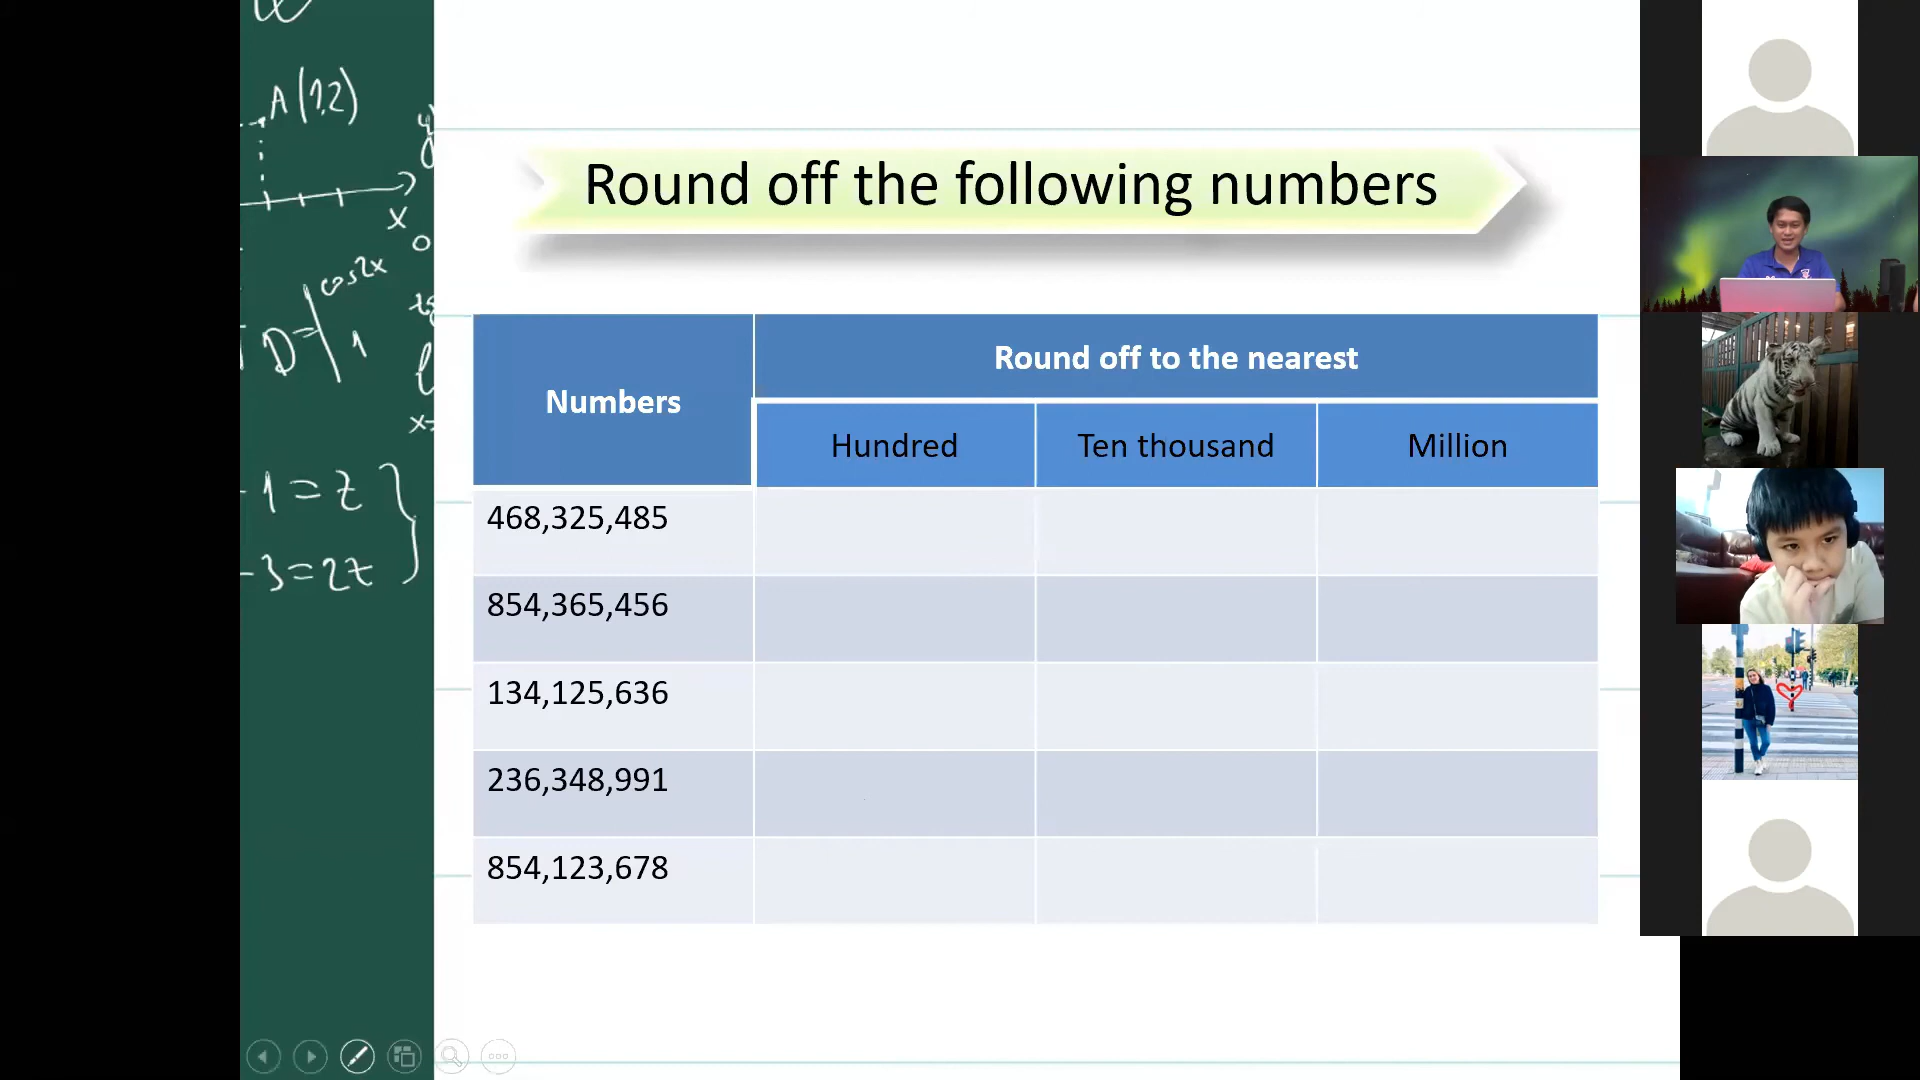 A(1,2)
x
D= cos2x
1
-1=z
-3=2z
Round off the following numbers
Numbers
Round off to the nearest
Hundred
Ten thousand
Million
468,325,485
854,365,456
134,125,636
236,348,991
854,123,678